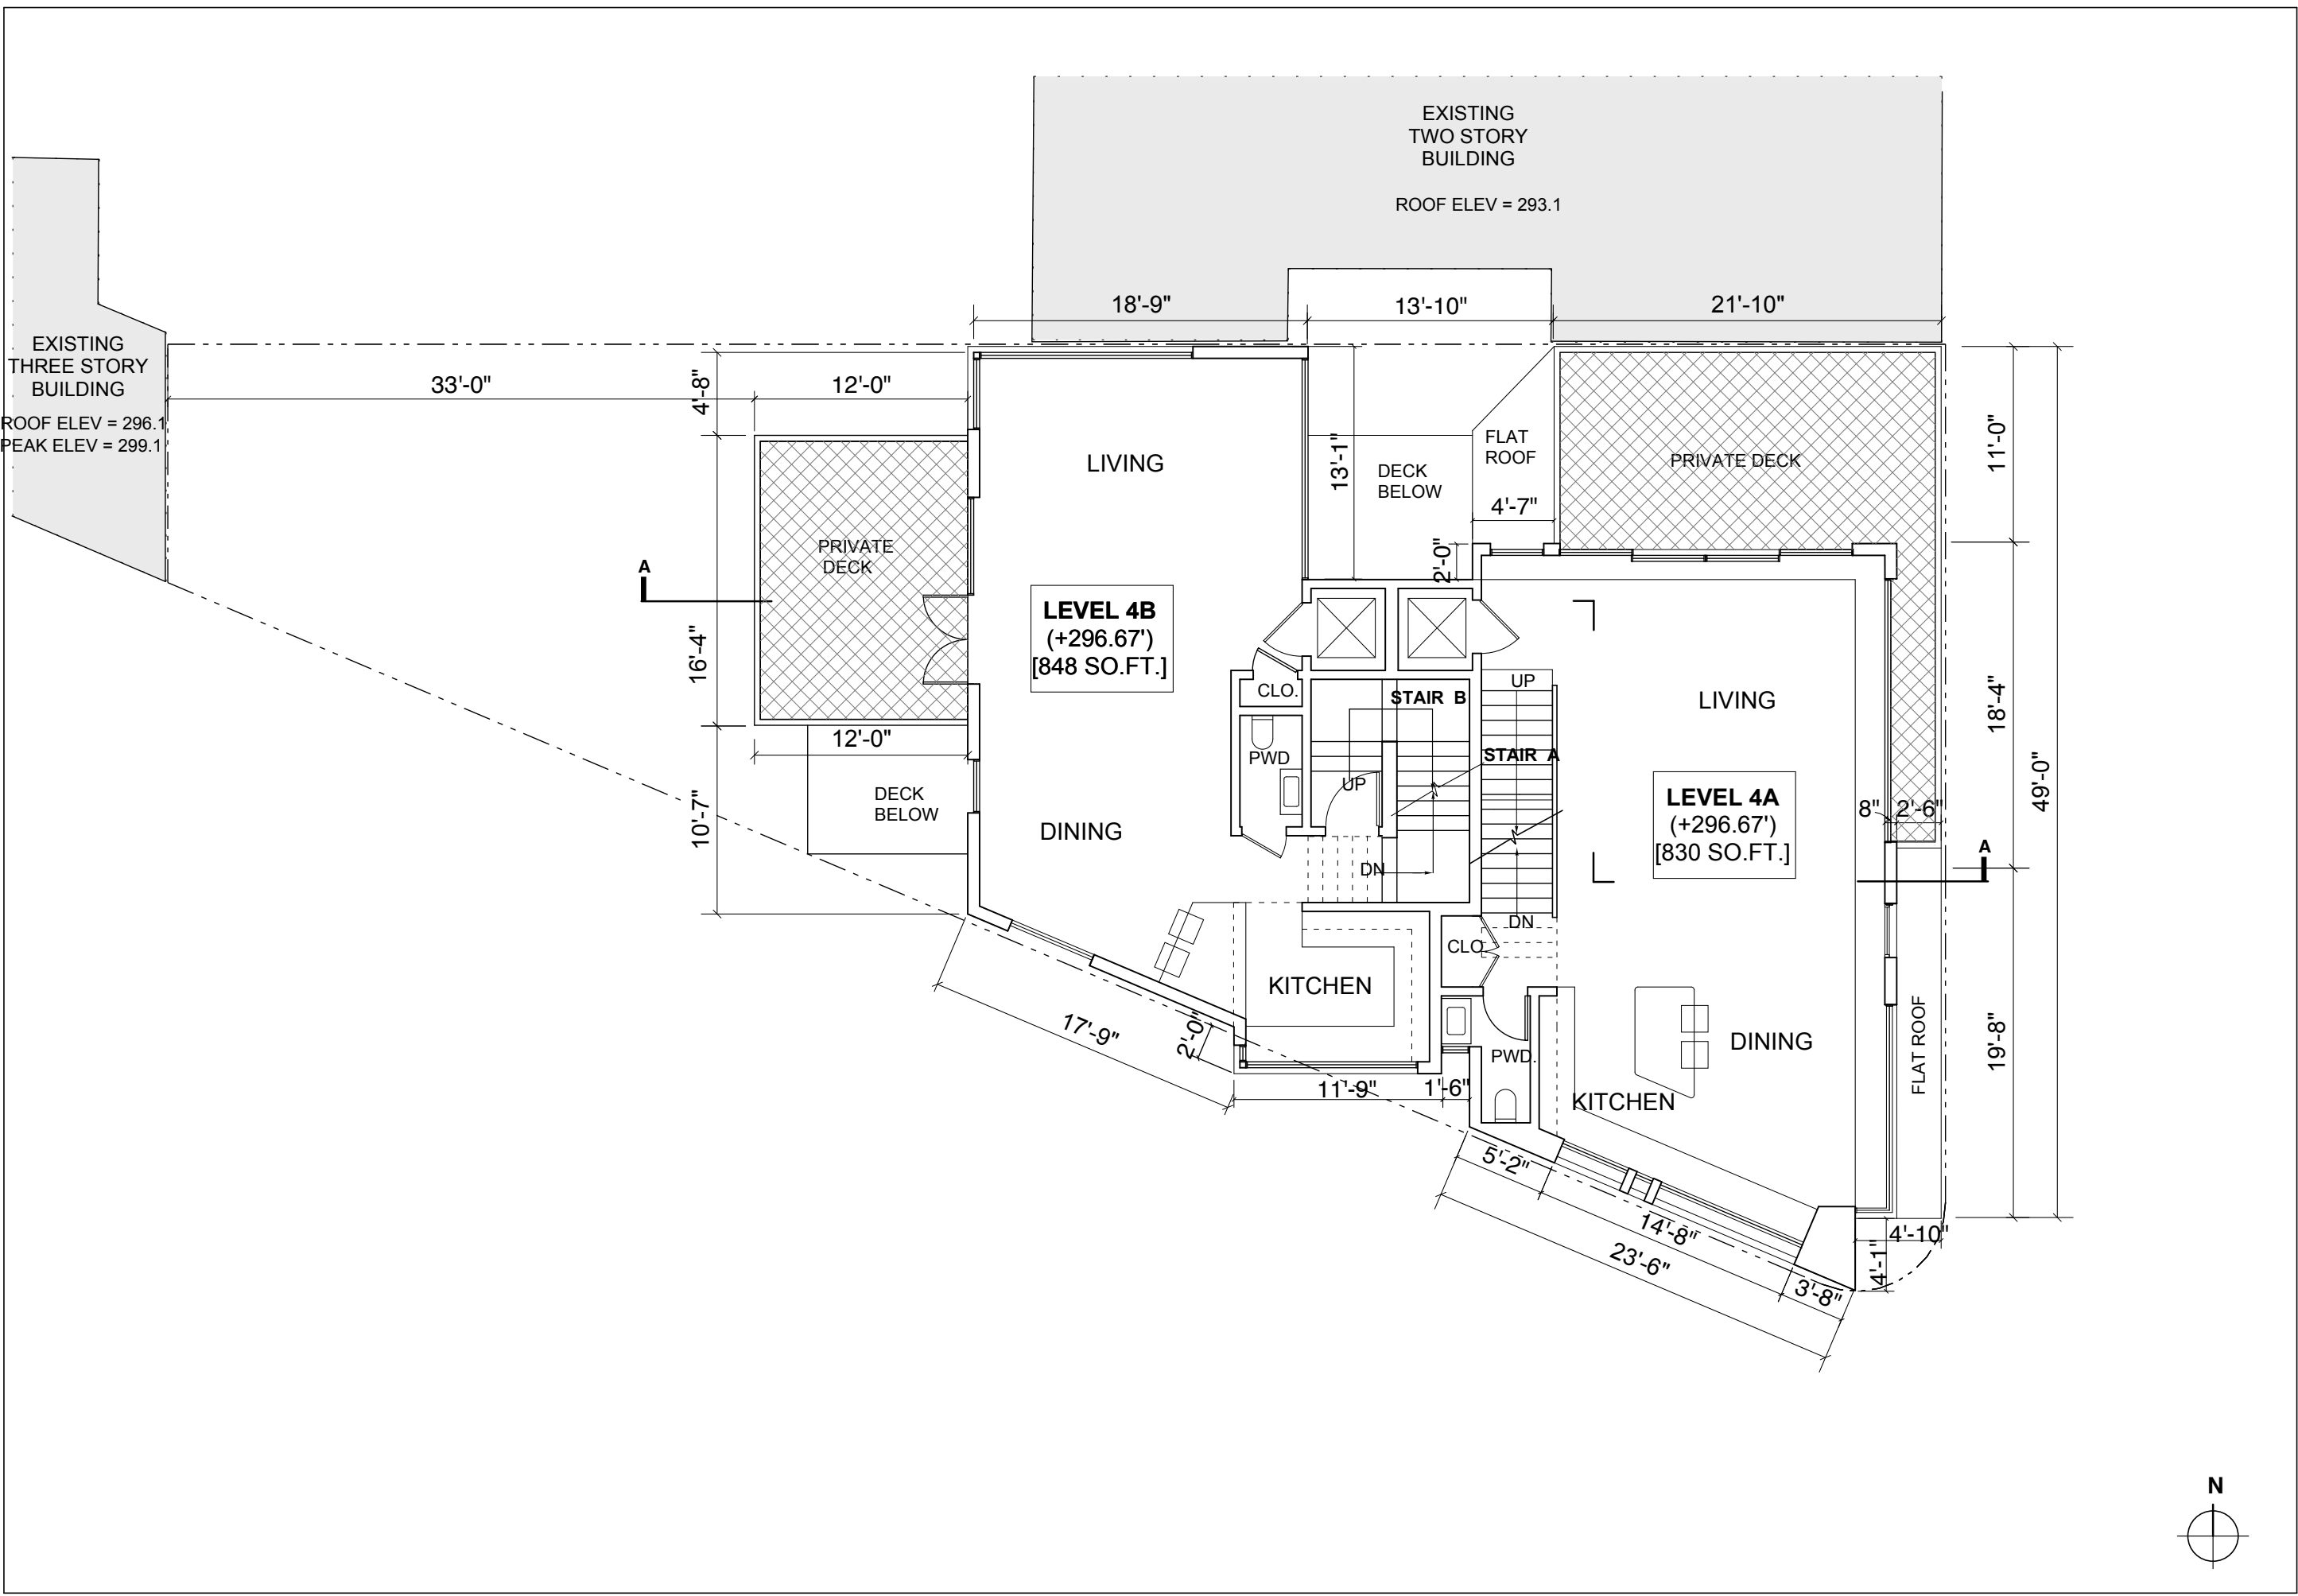 EXISTING
TWO STORY
BUILDING
ROOF ELEV = 293.1
EXISTING
THREE STORY
BUILDING
ROOF ELEV = 296.1
PEAK ELEV = 299.1
18'-9"
13'-10"
21'-10"
33'-0"
12'-0"
4'-8"
LIVING
13'-1"
DECK
BELOW
FLAT
ROOF
4'-7"
PRIVATE DECK
11'-0"
PRIVATE
DECK
A
2'-0"
LEVEL 4B
(+296.67')
[848 SQ.FT.]
16'-4"
CLO.
STAIR B
UP
LIVING
18'-4"
49'-0"
12'-0"
PWD
STAIR A
UP
DECK
BELOW
10'-7"
DINING
LEVEL 4A
(+296.67')
[830 SQ.FT.]
8"
2'-6"
A
DN
DN
CLO.
KITCHEN
17'-9"
2'-0"
PWD.
DINING
FLAT ROOF
19'-8"
11'-9"
1'-6"
KITCHEN
5'-2"
14'-8"
23'-6"
3'-8"
4'-1"
4'-10"
N